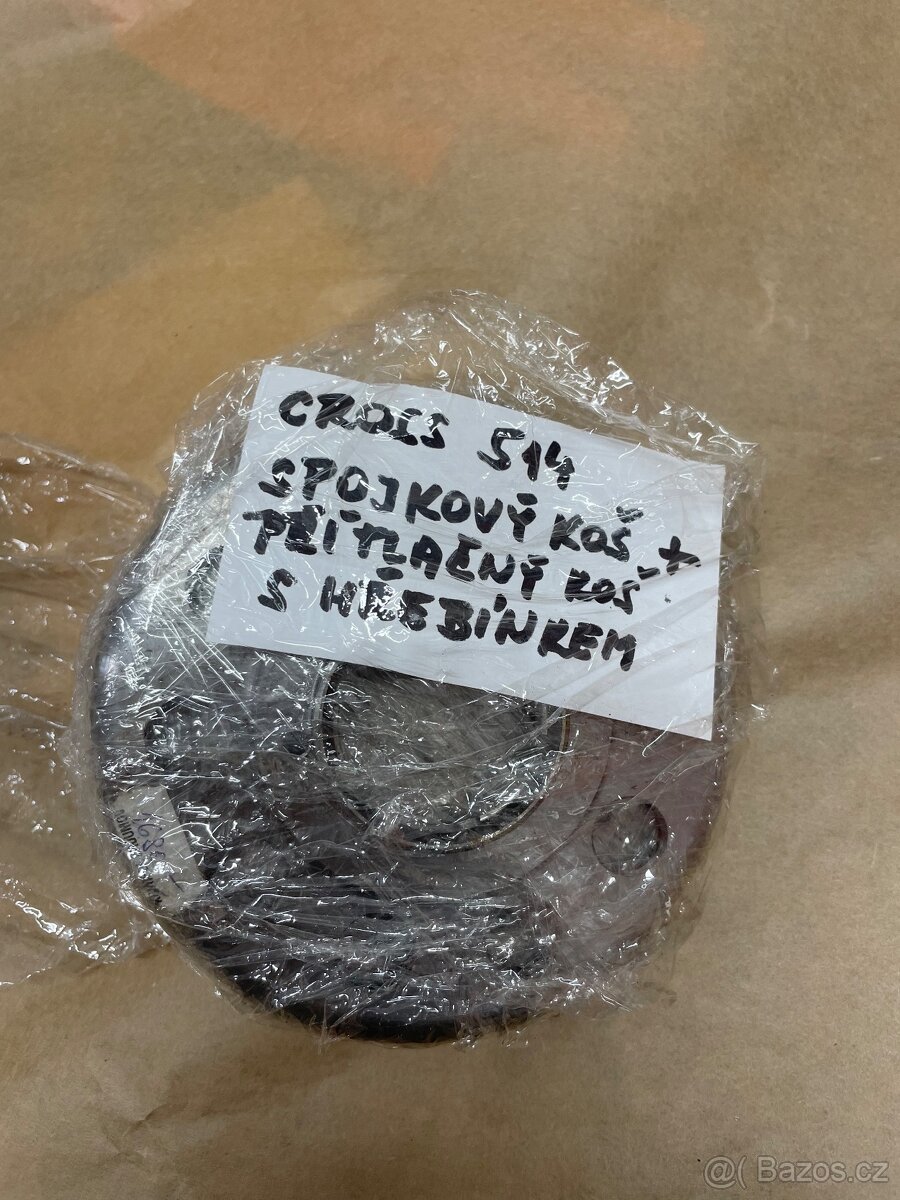 CROSS 514
SPOJKOVÝ KOŠ +
PŘÍTLAČNÝ KOŠ
S HŘEBÍNKEM
@( Bazos.cz